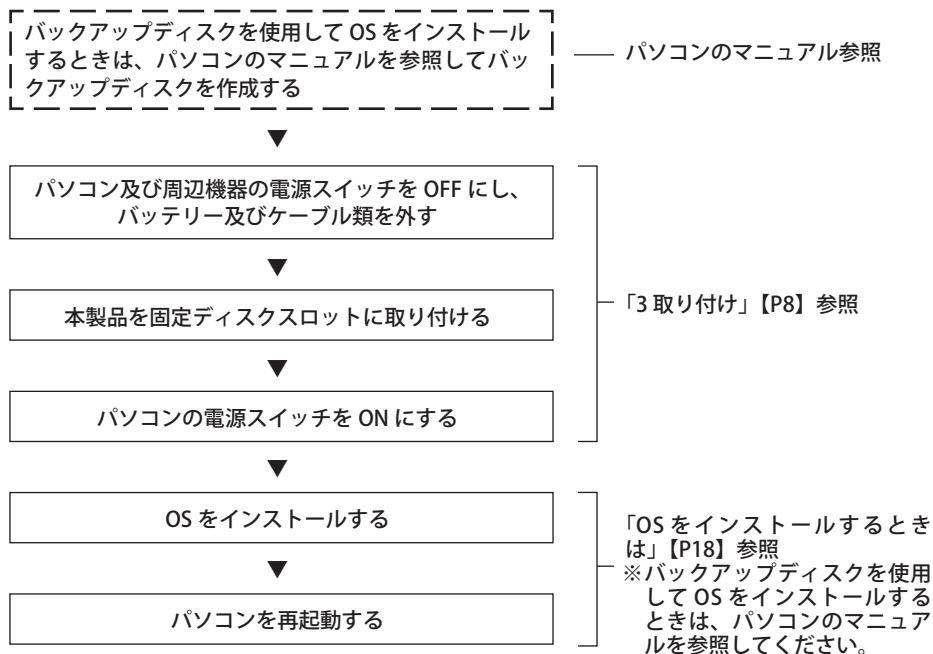 バックアップディスクを使用して OS をインストール
するときは、パソコンのマニュアルを参照してバッ
クアップディスクを作成する
パソコンのマニュアル参照
▼
パソコン及び周辺機器の電源スイッチを OFF にし、
バッテリー及びケーブル類を外す
▼
本製品を固定ディスクスロットに取り付ける
「3 取り付け」【P8】参照
▼
パソコンの電源スイッチを ON にする
▼
OS をインストールする
▼
パソコンを再起動する
「OS をインストールするとき
は」【P18】参照
※バックアップディスクを使用
して OS をインストールする
ときは、パソコンのマニュア
ルを参照してください。